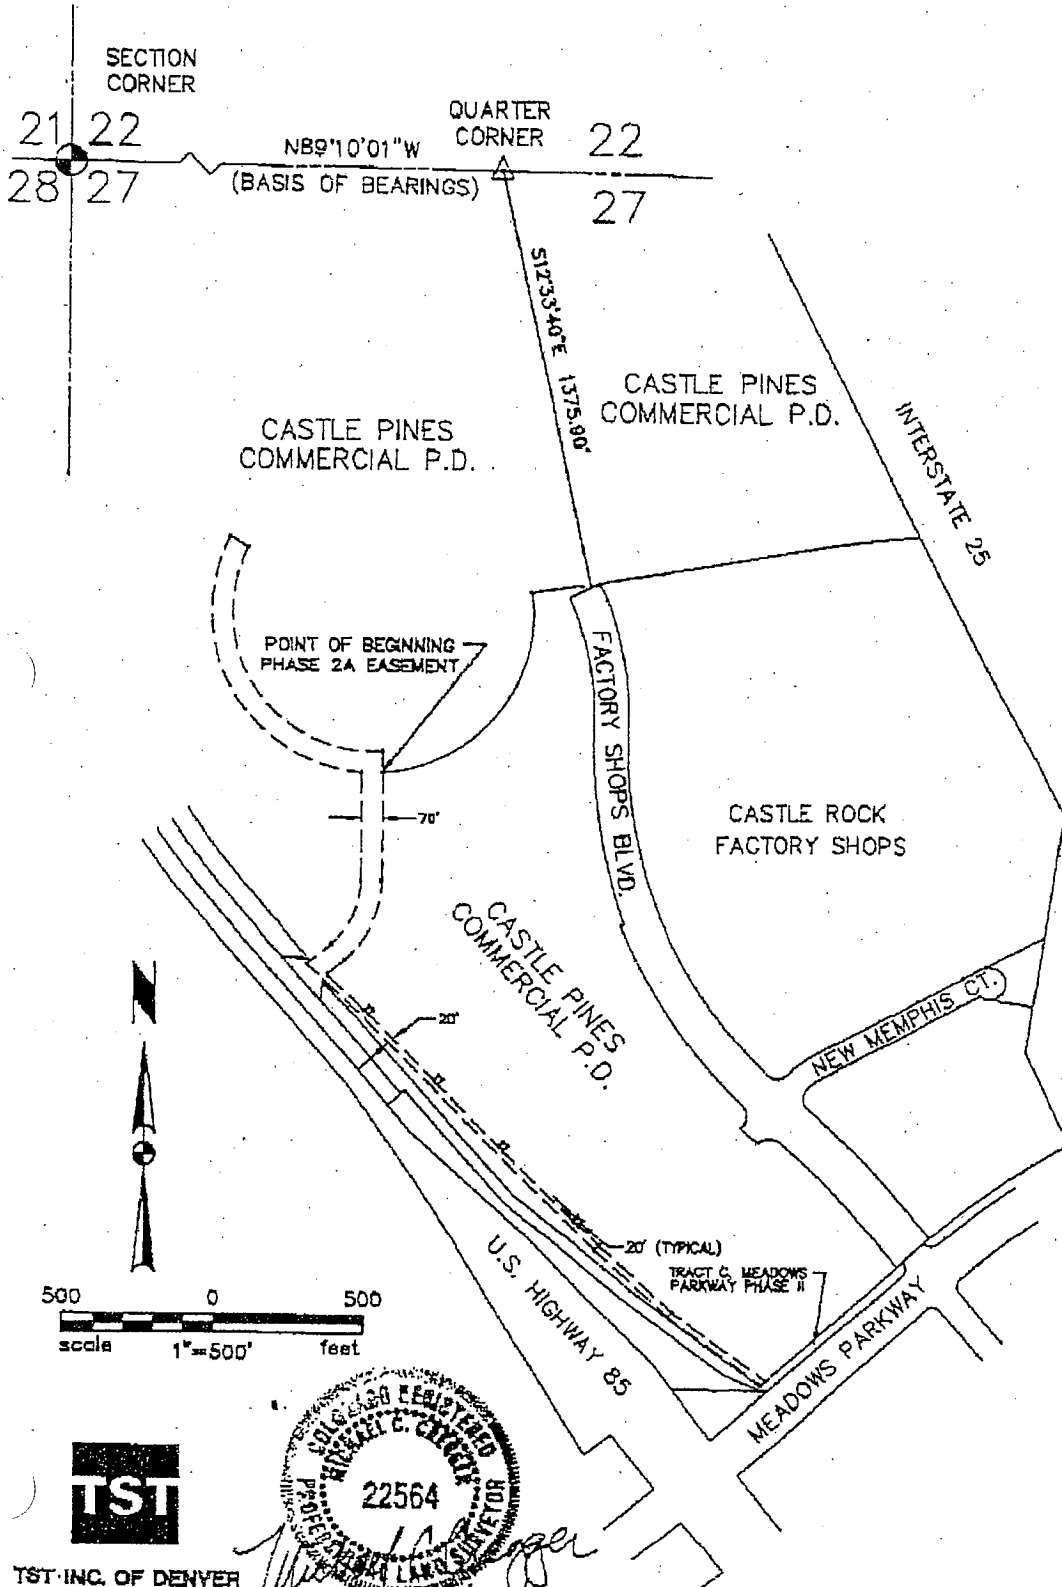 SECTION
CORNER
21 22
28 27
N89°10'01"W
(BASIS OF BEARINGS)
QUARTER
CORNER
22
27
S12°33'40"E 1375.90'
CASTLE PINES
COMMERCIAL P.D.
CASTLE PINES
COMMERCIAL P.D.
INTERSTATE 25
POINT OF BEGINNING
PHASE 2A EASEMENT
FACTORY SHOPS BLVD.
70'
CASTLE ROCK
FACTORY SHOPS
CASTLE PINES
COMMERCIAL P.D.
NEW MEMPHIS CT.
N
20'
20' (TYPICAL)
TRACT C, MEADOWS
PARKWAY PHASE II
U.S. HIGHWAY 85
MEADOWS PARKWAY
500 0 500
scale 1"=500' feet
COLORADO REGISTERED
MICHAEL C.
22564
PROFESSIONAL LAND SURVEYOR
TST
TST INC. OF DENVER